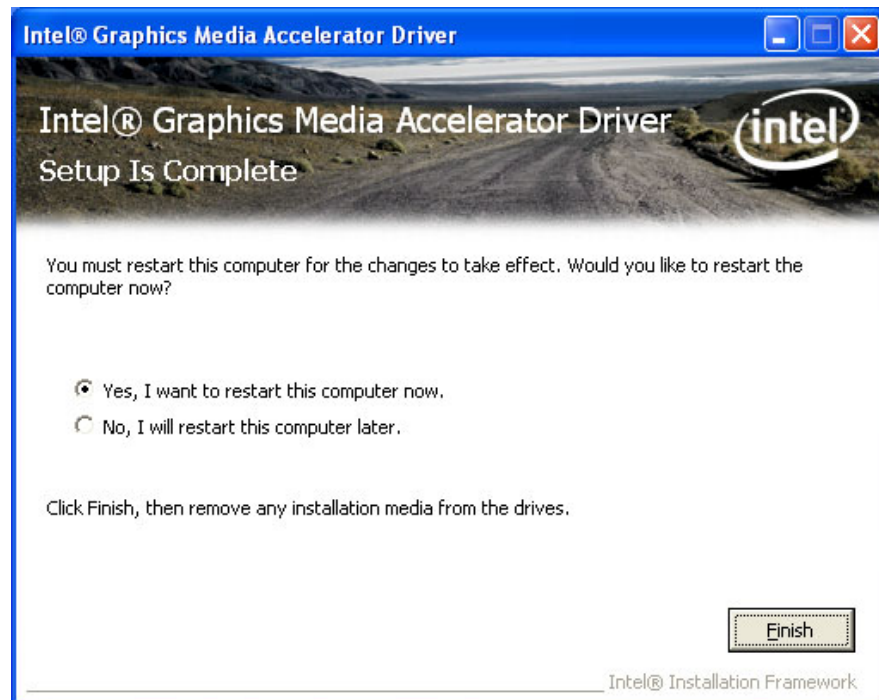 Intel® Graphics Media Accelerator Driver
Intel® Graphics Media Accelerator Driver
intel
Setup Is Complete
You must restart this computer for the changes to take effect. Would you like to restart the
computer now?
Yes, I want to restart this computer now.
No, I will restart this computer later.
Click Finish, then remove any installation media from the drives.
Finish
Intel® Installation Framework